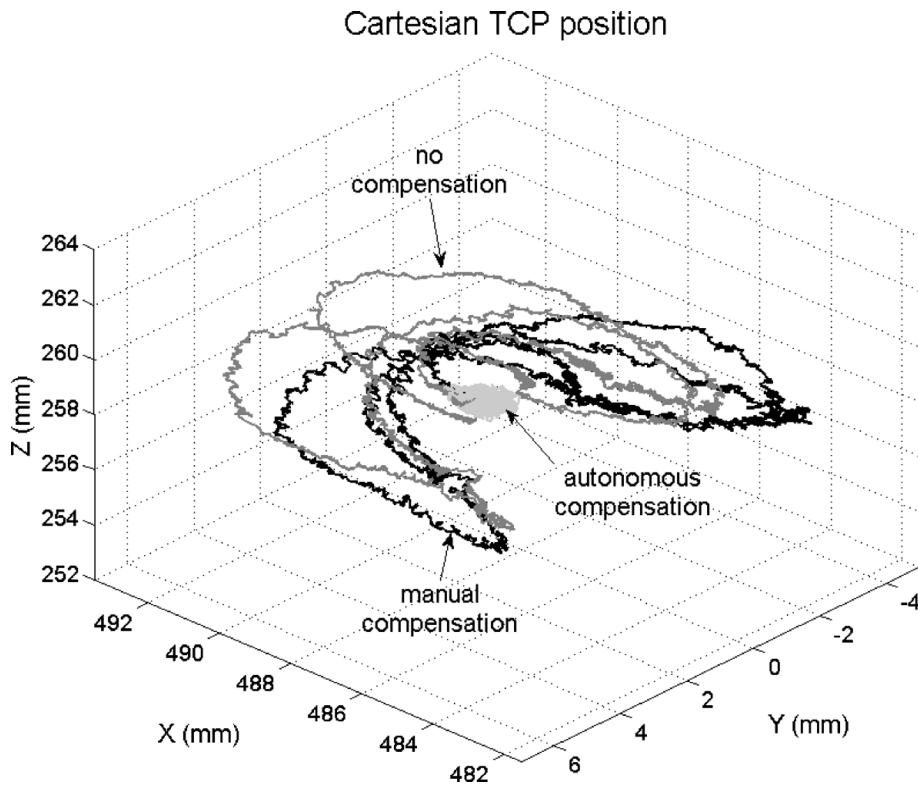 Cartesian TCP position
no
compensation
264
262
260
258
256
254
252
Z (mm)
autonomous
compensation
manual
compensation
492
490
488
486
484
482
X (mm)
6
4
2
0
-2
-4
Y (mm)